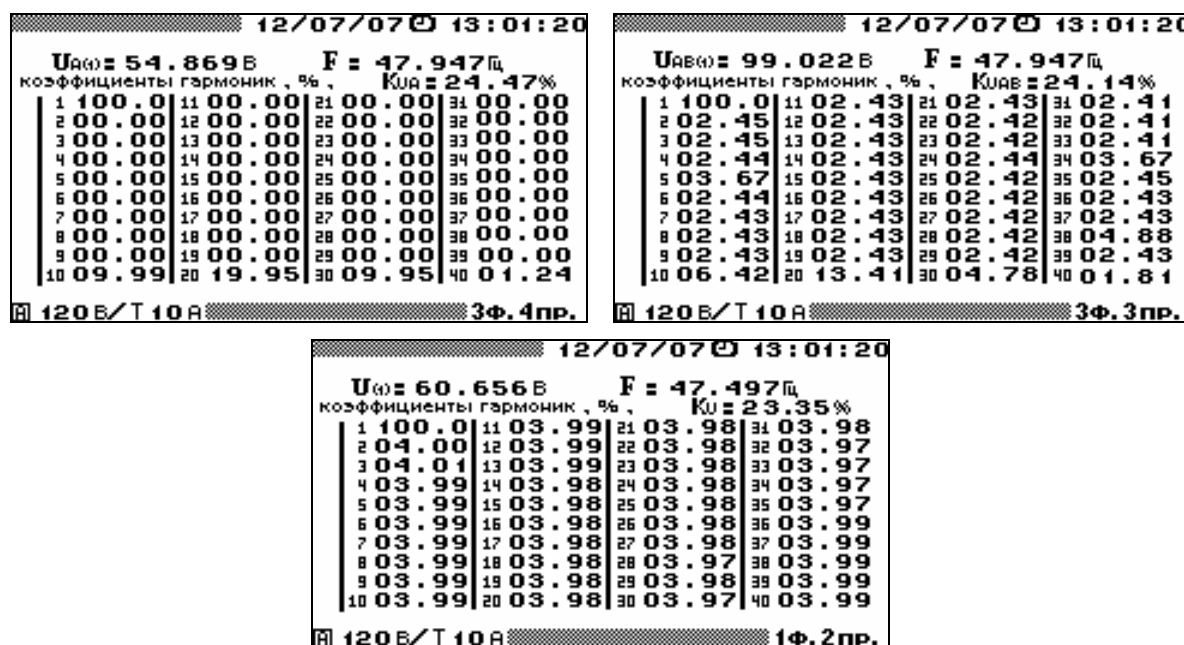 12/07/07 13:01:20
UA(1)= 54.869В F = 47.947Гц
коэффициенты гармоник , % , KUA = 24.47%
1 100.0 11 00.00 21 00.00 31 00.00
2 00.00 12 00.00 22 00.00 32 00.00
3 00.00 13 00.00 23 00.00 33 00.00
4 00.00 14 00.00 24 00.00 34 00.00
5 00.00 15 00.00 25 00.00 35 00.00
6 00.00 16 00.00 26 00.00 36 00.00
7 00.00 17 00.00 27 00.00 37 00.00
8 00.00 18 00.00 28 00.00 38 00.00
9 00.00 19 00.00 29 00.00 39 00.00
10 09.99 20 19.95 30 09.95 40 01.24
А 120В/Т10А 3Ф.4пр.
12/07/07 13:01:20
UAB(1)= 99.022В F = 47.947Гц
коэффициенты гармоник , % , KUAB = 24.14%
1 100.0 11 02.43 21 02.43 31 02.41
2 02.45 12 02.43 22 02.42 32 02.41
3 02.45 13 02.43 23 02.42 33 02.41
4 02.44 14 02.43 24 02.44 34 03.67
5 03.67 15 02.43 25 02.42 35 02.45
6 02.44 16 02.43 26 02.42 36 02.43
7 02.43 17 02.43 27 02.42 37 02.43
8 02.43 18 02.43 28 02.42 38 04.88
9 02.43 19 02.43 29 02.42 39 02.43
10 06.42 20 13.41 30 04.78 40 01.81
А 120В/Т10А 3Ф.3пр.
12/07/07 13:01:20
U(1)= 60.656В F = 47.497Гц
коэффициенты гармоник , % , KU = 23.35%
1 100.0 11 03.99 21 03.98 31 03.98
2 04.00 12 03.99 22 03.98 32 03.97
3 04.01 13 03.99 23 03.98 33 03.97
4 03.99 14 03.98 24 03.98 34 03.97
5 03.99 15 03.98 25 03.98 35 03.97
6 03.99 16 03.98 26 03.98 36 03.99
7 03.99 17 03.98 27 03.98 37 03.99
8 03.99 18 03.98 28 03.97 38 03.99
9 03.99 19 03.98 29 03.98 39 03.99
10 03.99 20 03.98 30 03.97 40 03.99
А 120В/Т10А 1Ф.2пр.